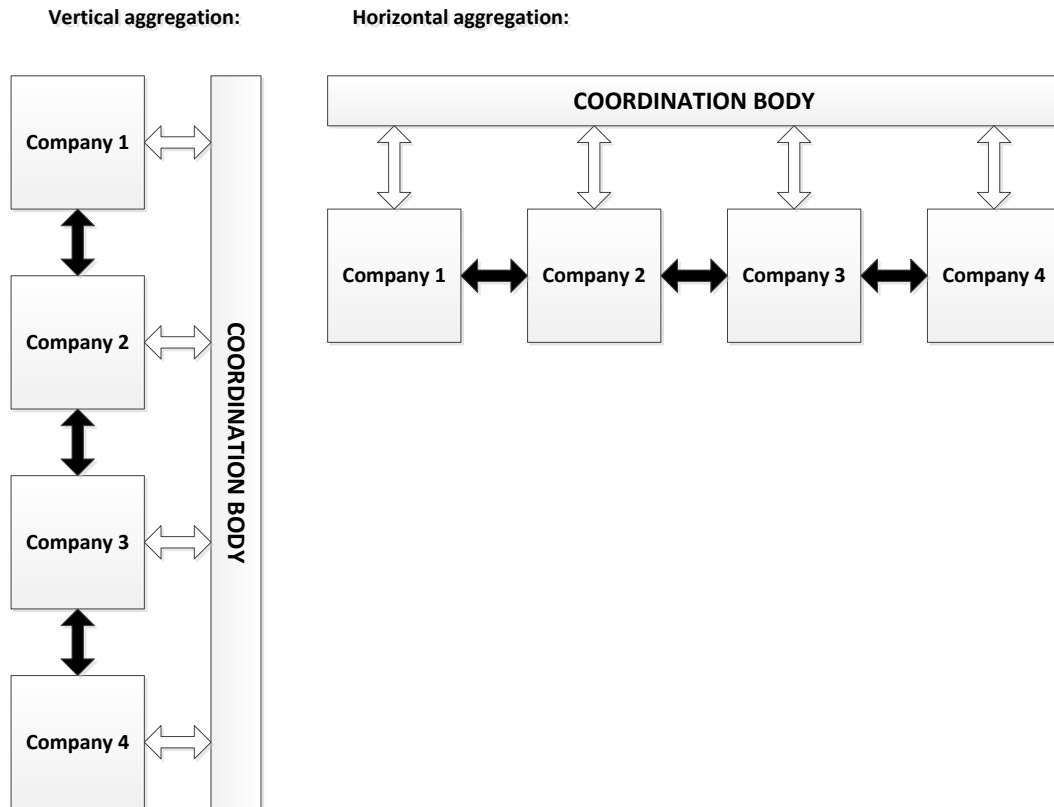 Vertical aggregation:
Company 1
Company 2
Company 3
Company 4
COORDINATION BODY
Horizontal aggregation:
COORDINATION BODY
Company 1
Company 2
Company 3
Company 4